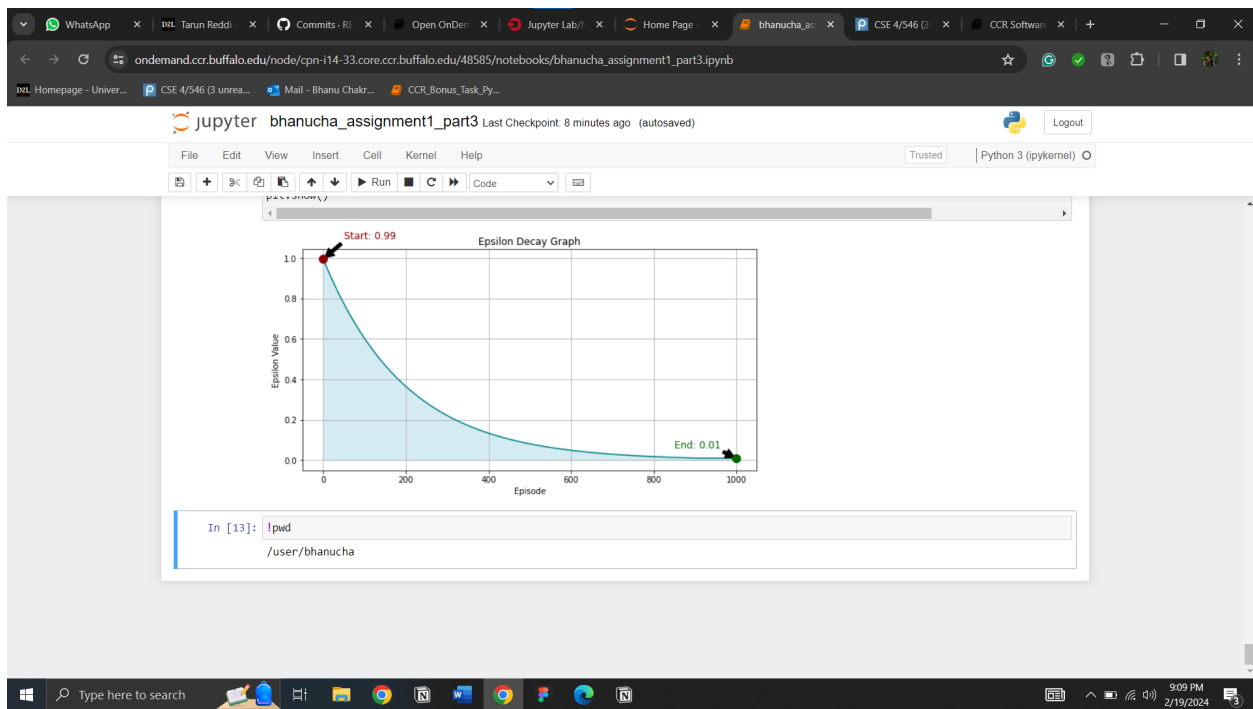 WhatsApp
D2L Tarun Reddi -
Commits · RE
Open OnDem
Jupyter Lab/
Home Page -
bhanucha_as
CSE 4/546 (3
CCR Softwar
ondemand.ccr.buffalo.edu/node/cpn-i14-33.core.ccr.buffalo.edu/48585/notebooks/bhanucha_assignment1_part3.ipynb
D2L Homepage - Univer...
CSE 4/546 (3 unrea...
Mail - Bhanu Chakr...
CCR_Bonus_Task_Py...
jupyter bhanucha_assignment1_part3 Last Checkpoint: 8 minutes ago (autosaved)
Logout
File Edit View Insert Cell Kernel Help
Trusted
Python 3 (ipykernel)
Run
Code
plt.show()
Start: 0.99
Epsilon Decay Graph
1.0
0.8
0.6
0.4
0.2
0.0
Epsilon Value
End: 0.01
0 200 400 600 800 1000
Episode
In [13]: !pwd
/user/bhanucha
Type here to search
9:09 PM
2/19/2024
3